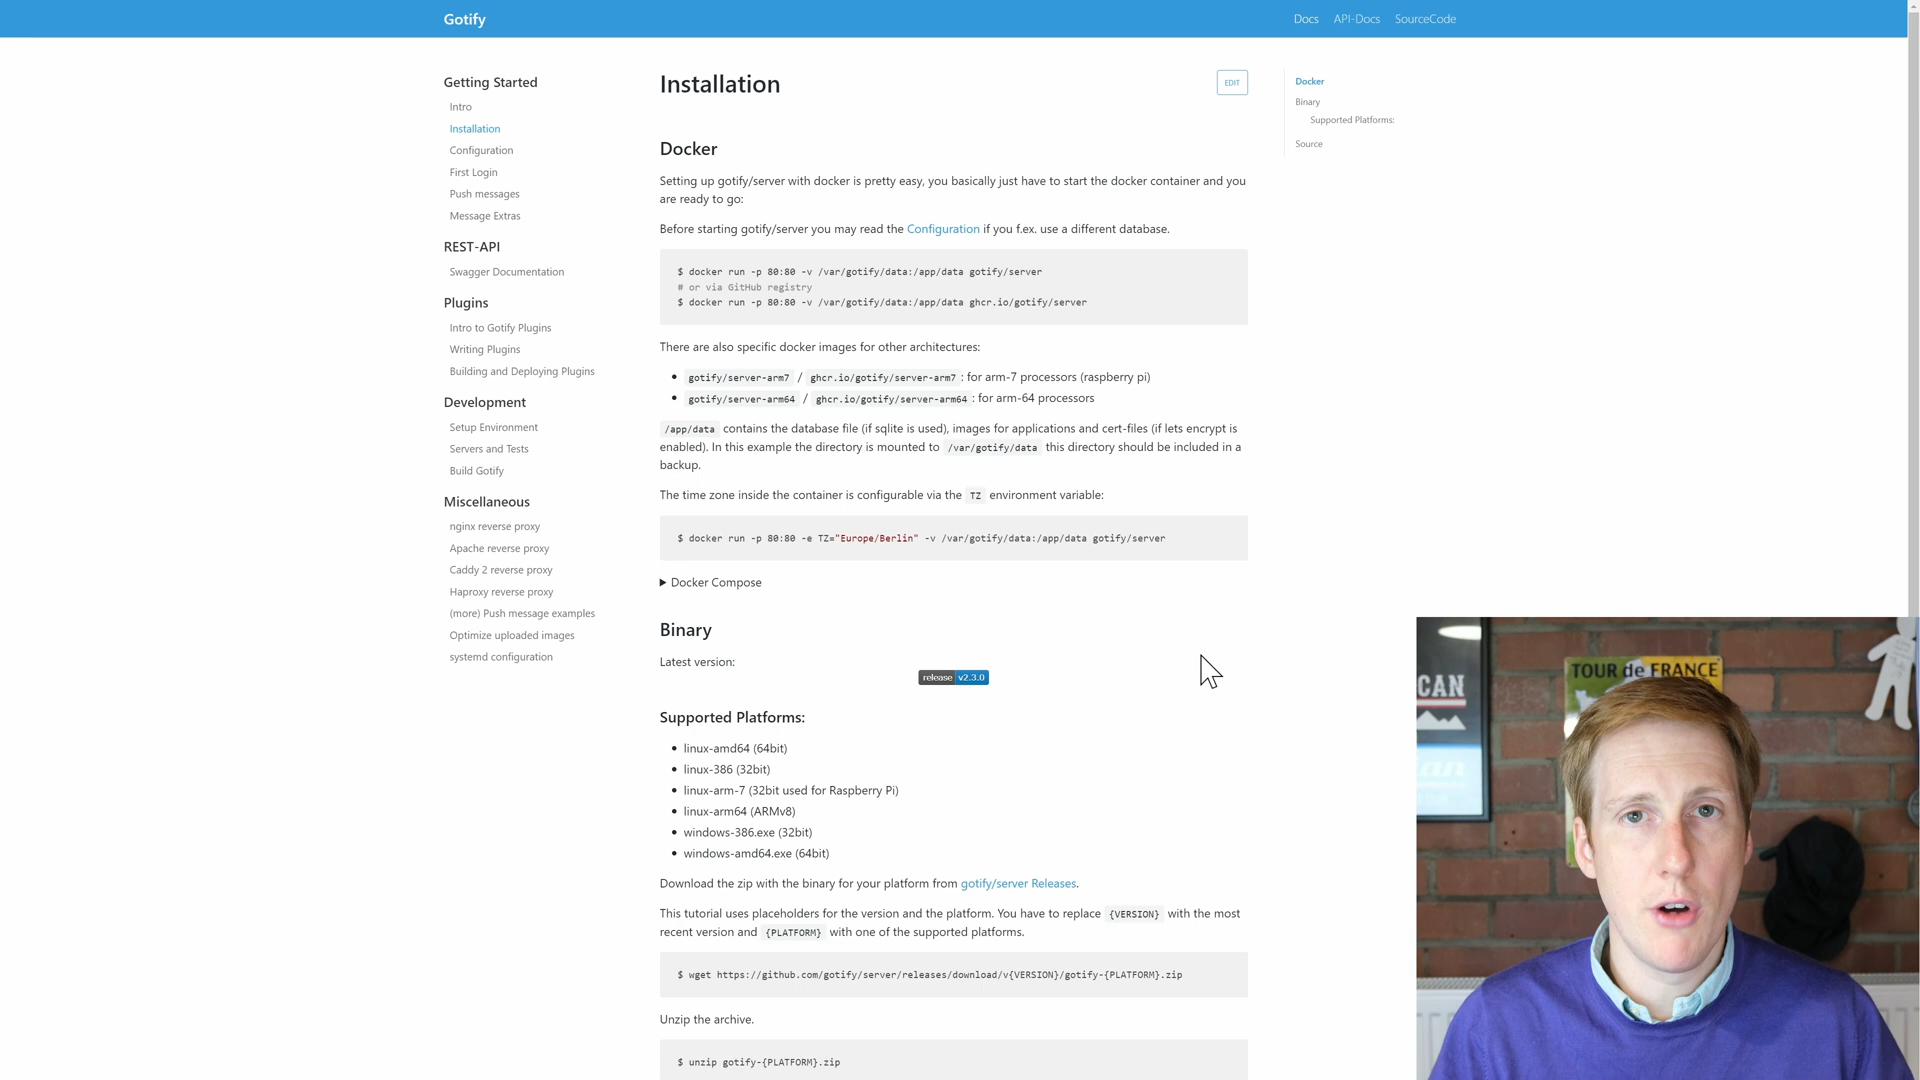 Gotify
Docs API-Docs SourceCode
Getting Started
Intro
Installation
Configuration
First Login
Push messages
Message Extras
REST-API
Swagger Documentation
Plugins
Intro to Gotify Plugins
Writing Plugins
Building and Deploying Plugins
Development
Setup Environment
Servers and Tests
Build Gotify
Miscellaneous
nginx reverse proxy
Apache reverse proxy
Caddy 2 reverse proxy
Haproxy reverse proxy
(more) Push message examples
Optimize uploaded images
systemd configuration
Installation
EDIT
Docker
Setting up gotify/server with docker is pretty easy, you basically just have to start the docker container and you
are ready to go:
Before starting gotify/server you may read the Configuration if you f.ex. use a different database.
$ docker run -p 80:80 -v /var/gotify/data:/app/data gotify/server
# or via GitHub registry
$ docker run -p 80:80 -v /var/gotify/data:/app/data ghcr.io/gotify/server
There are also specific docker images for other architectures:
• gotify/server-arm7 / ghcr.io/gotify/server-arm7 : for arm-7 processors (raspberry pi)
• gotify/server-arm64 / ghcr.io/gotify/server-arm64 : for arm-64 processors
/app/data contains the database file (if sqlite is used), images for applications and cert-files (if lets encrypt is
enabled). In this example the directory is mounted to /var/gotify/data this directory should be included in a
backup.
The time zone inside the container is configurable via the TZ environment variable:
$ docker run -p 80:80 -e TZ="Europe/Berlin" -v /var/gotify/data:/app/data gotify/server
Docker Compose
Binary
Latest version:
release v2.3.0
Supported Platforms:
• linux-amd64 (64bit)
• linux-386 (32bit)
• linux-arm-7 (32bit used for Raspberry Pi)
• linux-arm64 (ARMv8)
• windows-386.exe (32bit)
• windows-amd64.exe (64bit)
Download the zip with the binary for your platform from gotify/server Releases.
This tutorial uses placeholders for the version and the platform. You have to replace {VERSION} with the most
recent version and {PLATFORM} with one of the supported platforms.
$ wget https://github.com/gotify/server/releases/download/v{VERSION}/gotify-{PLATFORM}.zip
Unzip the archive.
$ unzip gotify-{PLATFORM}.zip
Docker
Binary
Supported Platforms:
Source
CAN
TOUR de FRANCE